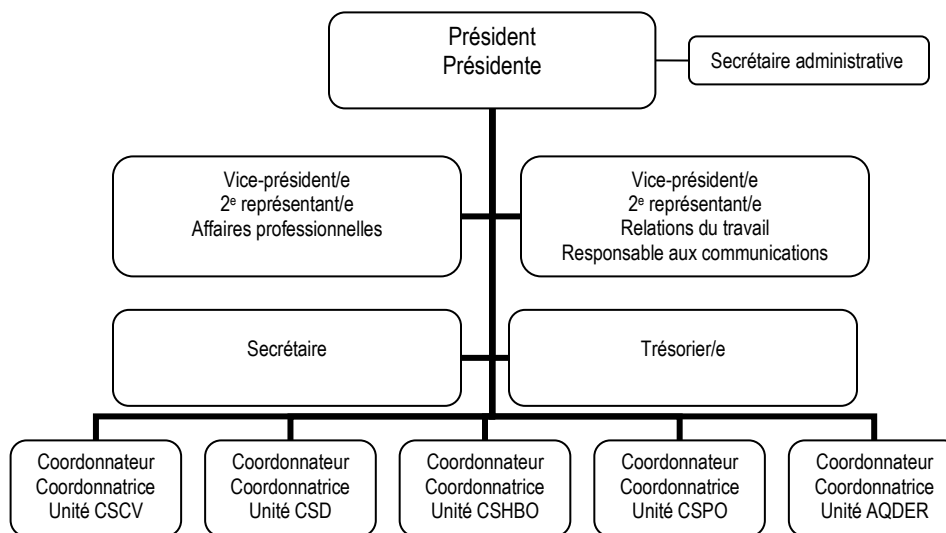 Président
Présidente
Secrétaire administrative
Vice-président/e
2e représentant/e
Affaires professionnelles
Vice-président/e
2e représentant/e
Relations du travail
Responsable aux communications
Secrétaire
Trésorier/e
Coordonnateur
Coordonnatrice
Unité CSCV
Coordonnateur
Coordonnatrice
Unité CSD
Coordonnateur
Coordonnatrice
Unité CSHBO
Coordonnateur
Coordonnatrice
Unité CSPO
Coordonnateur
Coordonnatrice
Unité AQDER